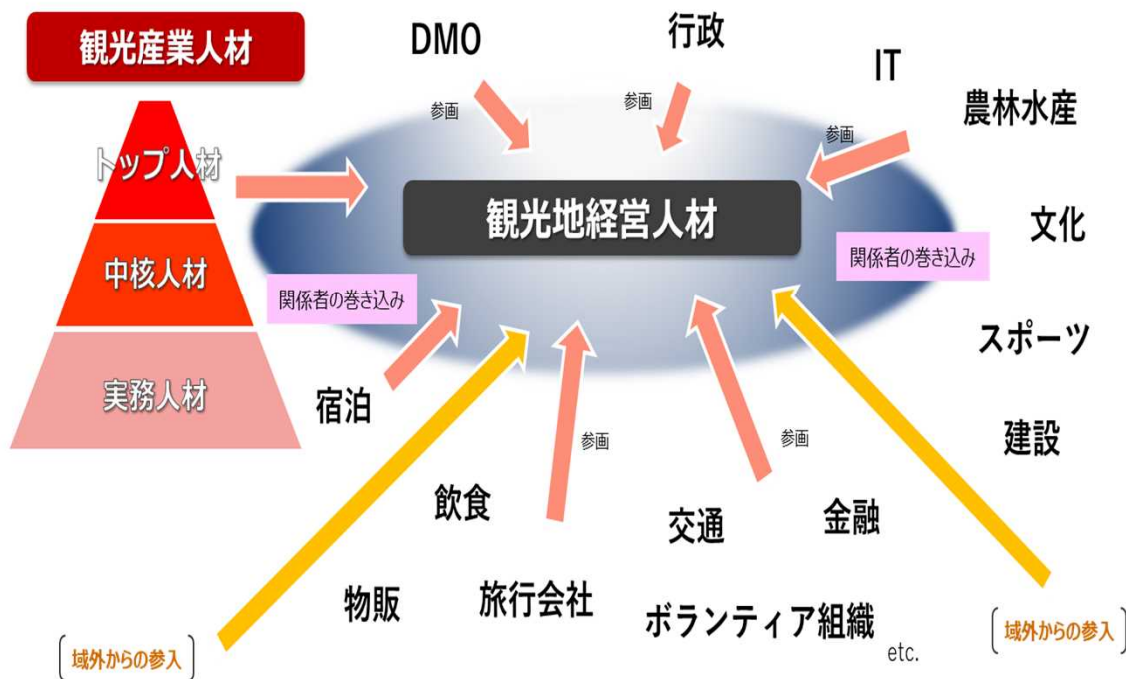 観光産業人材
トップ人材
中核人材
実務人材
DMO
行政
IT
農林水産
参画
参画
参画
観光地経営人材
文化
関係者の巻き込み
関係者の巻き込み
スポーツ
宿泊
建設
参画
参画
飲食
交通
金融
物販
旅行会社
ボランティア組織
etc.
〔域外からの参入〕
〔域外からの参入〕